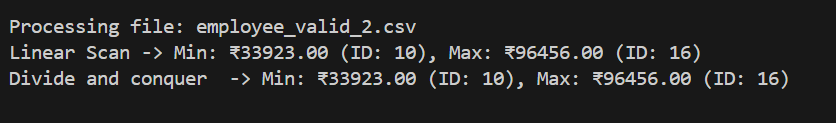 Processing file: employee_valid_2.csv
Linear Scan -> Min: ₹33923.00 (ID: 10), Max: ₹96456.00 (ID: 16)
Divide and conquer  -> Min: ₹33923.00 (ID: 10), Max: ₹96456.00 (ID: 16)